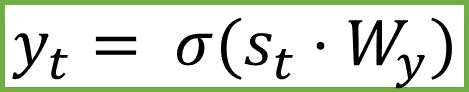 y_t = σ(s_t · W_y)